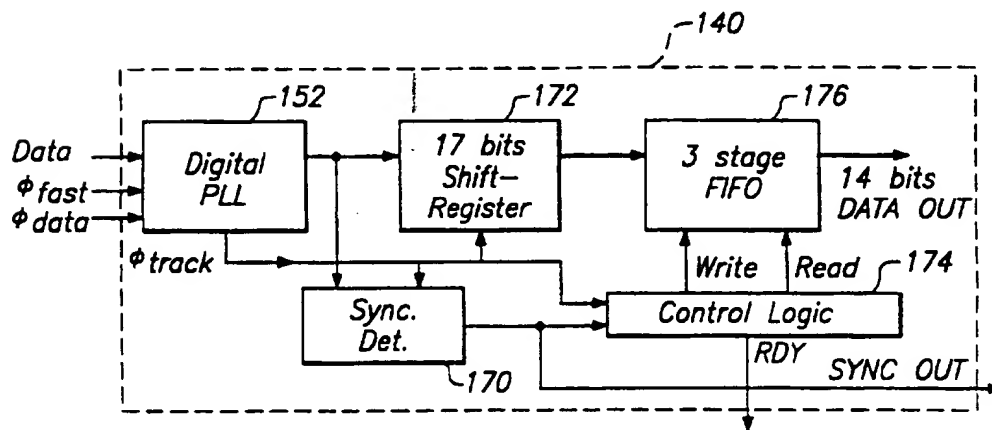 140
152
172
176
Data
ϕfast
ϕdata
Digital
PLL
17 bits
Shift-
Register
3 stage
FIFO
14 bits
DATA OUT
ϕtrack
Write
Read
174
Sync.
Det.
Control Logic
170
RDY
SYNC OUT